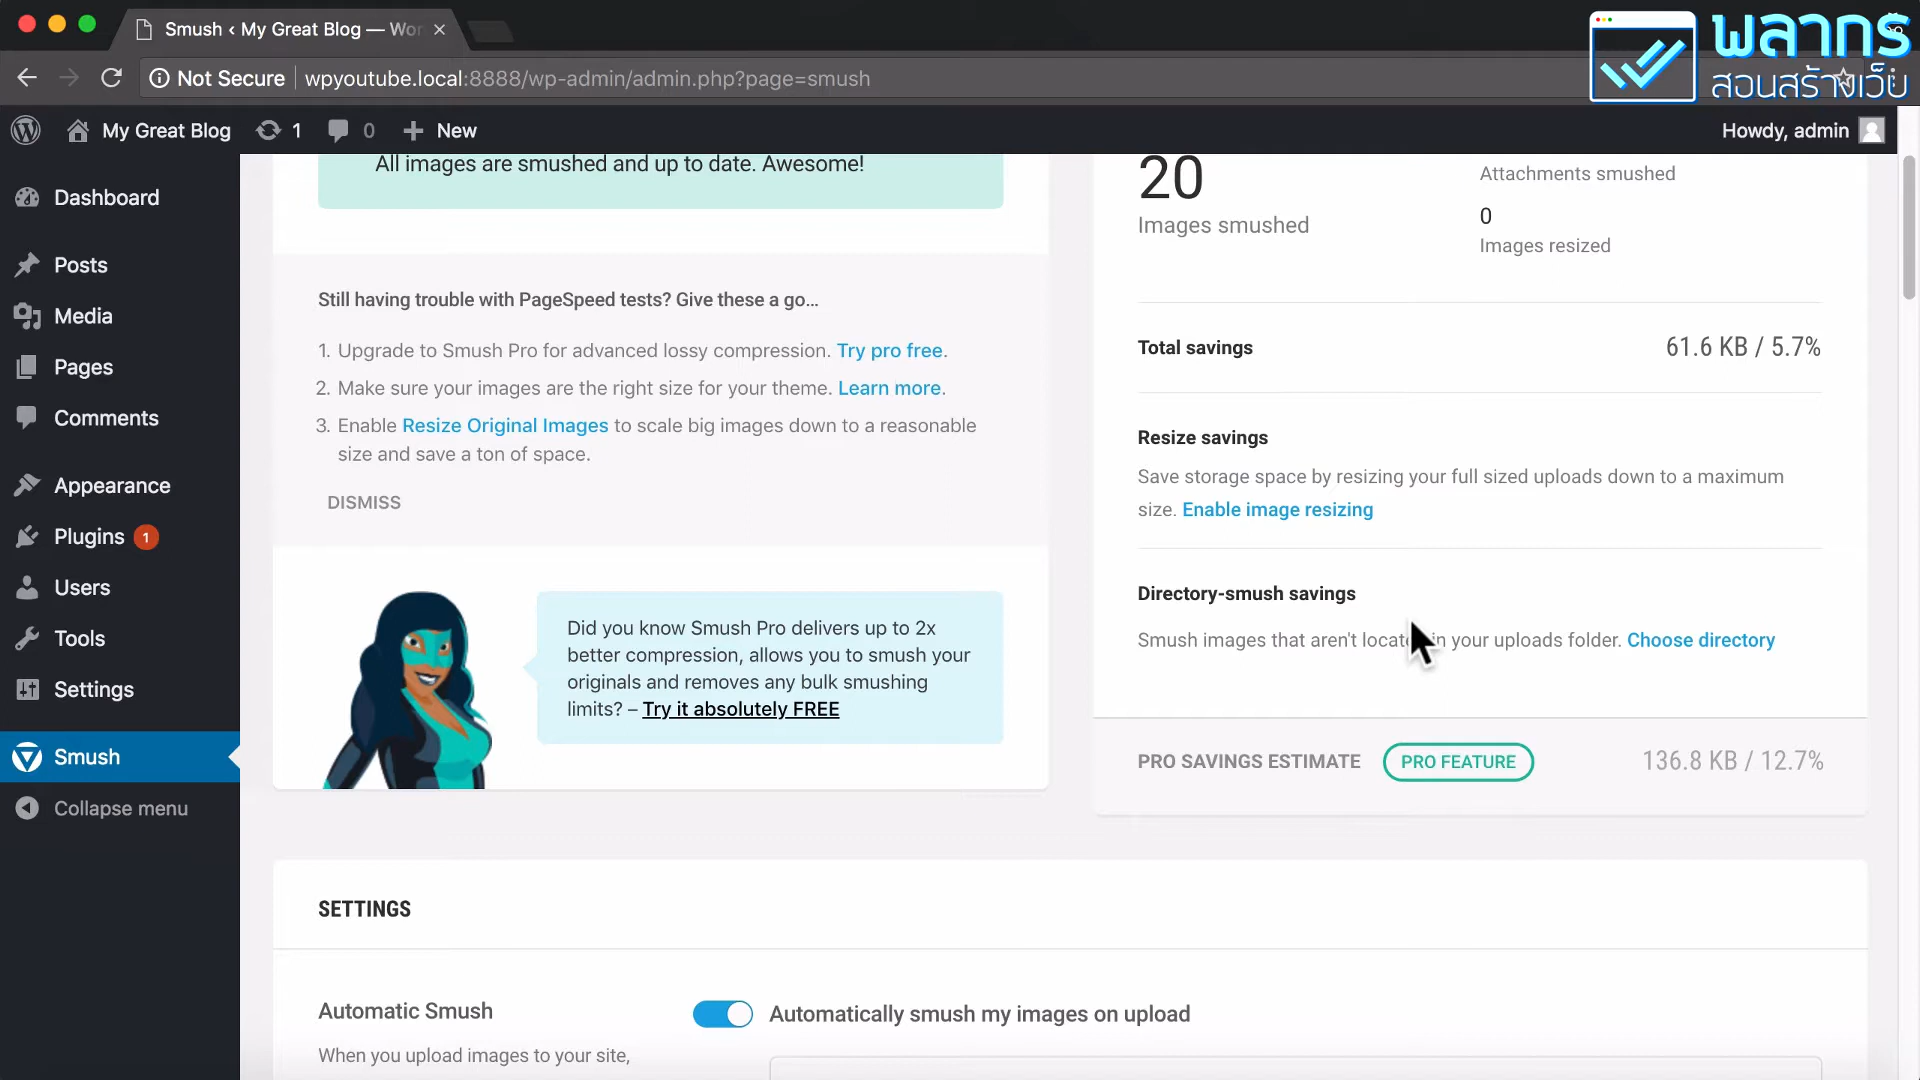 Smush ‹ My Great Blog — Wor
พลากร
สอนสร้างเว็บ
Not Secure
wpyoutube.local:8888/wp-admin/admin.php?page=smush
My Great Blog
1
0
New
Howdy, admin
Dashboard
Posts
Media
Pages
Comments
Appearance
Plugins 1
Users
Tools
Settings
Smush
Collapse menu
All images are smushed and up to date. Awesome!
Still having trouble with PageSpeed tests? Give these a go...
1. Upgrade to Smush Pro for advanced lossy compression. Try pro free.
2. Make sure your images are the right size for your theme. Learn more.
3. Enable Resize Original Images to scale big images down to a reasonable
size and save a ton of space.
DISMISS
Did you know Smush Pro delivers up to 2x
better compression, allows you to smush your
originals and removes any bulk smushing
limits? – Try it absolutely FREE
20
Images smushed
Attachments smushed
0
Images resized
Total savings
61.6 KB / 5.7%
Resize savings
Save storage space by resizing your full sized uploads down to a maximum
size. Enable image resizing
Directory-smush savings
Smush images that aren't located in your uploads folder. Choose directory
PRO SAVINGS ESTIMATE
PRO FEATURE
136.8 KB / 12.7%
SETTINGS
Automatic Smush
Automatically smush my images on upload
When you upload images to your site,